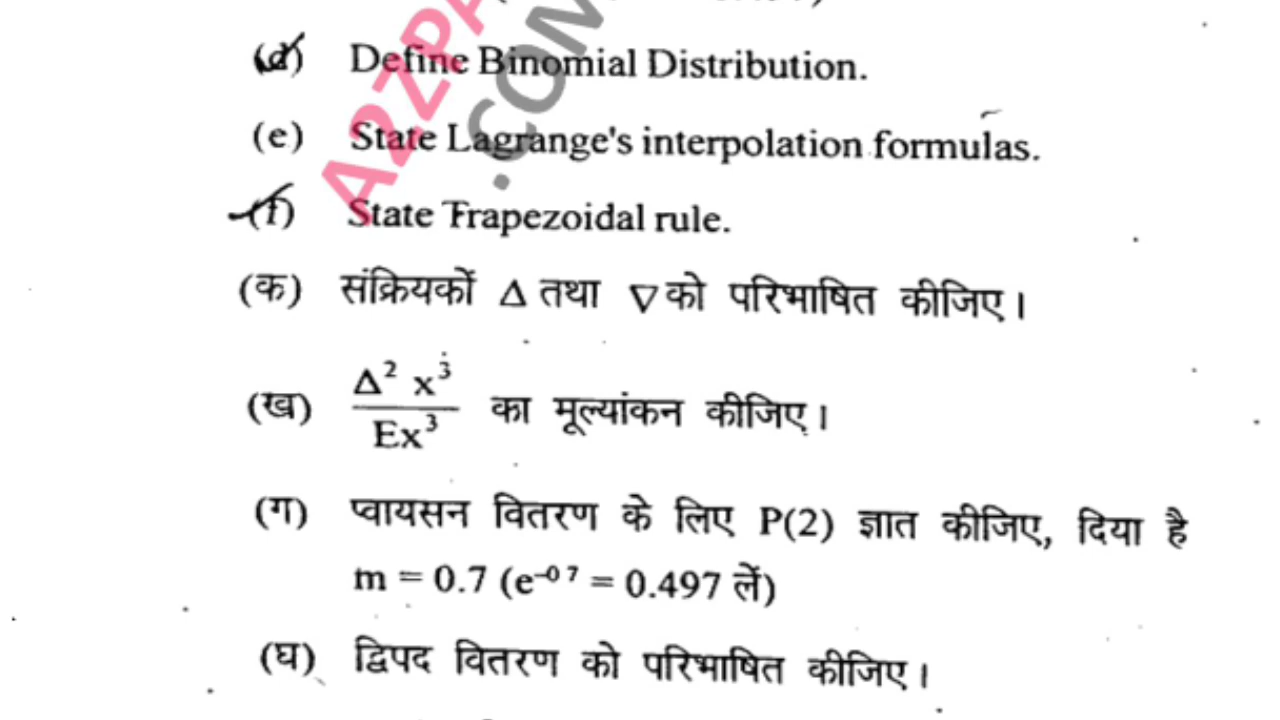 (d) Define Binomial Distribution.
(e) State Lagrange's interpolation formulas.
(f) State Trapezoidal rule.
(क) संक्रियकों Δ तथा ∇ को परिभाषित कीजिए।
(ख) Δ² x³ / Ex³ का मूल्यांकन कीजिए।
(ग) प्वायसन वितरण के लिए P(2) ज्ञात कीजिए, दिया है
m = 0.7 (e⁻⁰ ⁷ = 0.497 लें)
(घ) द्विपद वितरण को परिभाषित कीजिए।
.COM